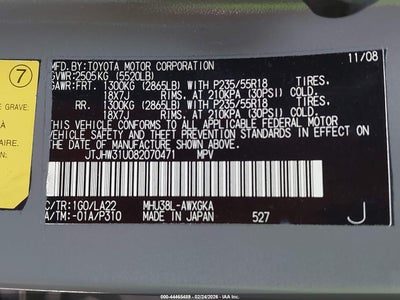 MFD.BY:TOYOTA MOTOR CORPORATION 11/08
GVWR:2505KG (5520LB)
GAWR:FRT. 1300KG (2865LB) WITH P235/55R18 TIRES.
18X7J RIMS. AT 210KPA (30PSI) COLD
RR. 1300KG (2865LB) WITH P235/55R18 TIRES.
18X7J RIMS. AT 210KPA (30PSI) COLD
THIS VEHICLE CONFORMS TO ALL APPLICABLE
FEDERAL MOTOR VEHICLE SAFETY, BUMPER, AND
THEFT PREVENTION STANDARDS IN EFFECT ON
THE DATE OF MANUFACTURE SHOWN ABOVE.
JTJHW31U082070471 MPV
C/TR:1G0/LA22 MHU38L-AWXGKA
A/TM:-01A/P310 MADE IN JAPAN 527 J
7
E GRAVE:
AIRE
000-44465488 - 02/24/2026 - www.iaai.com